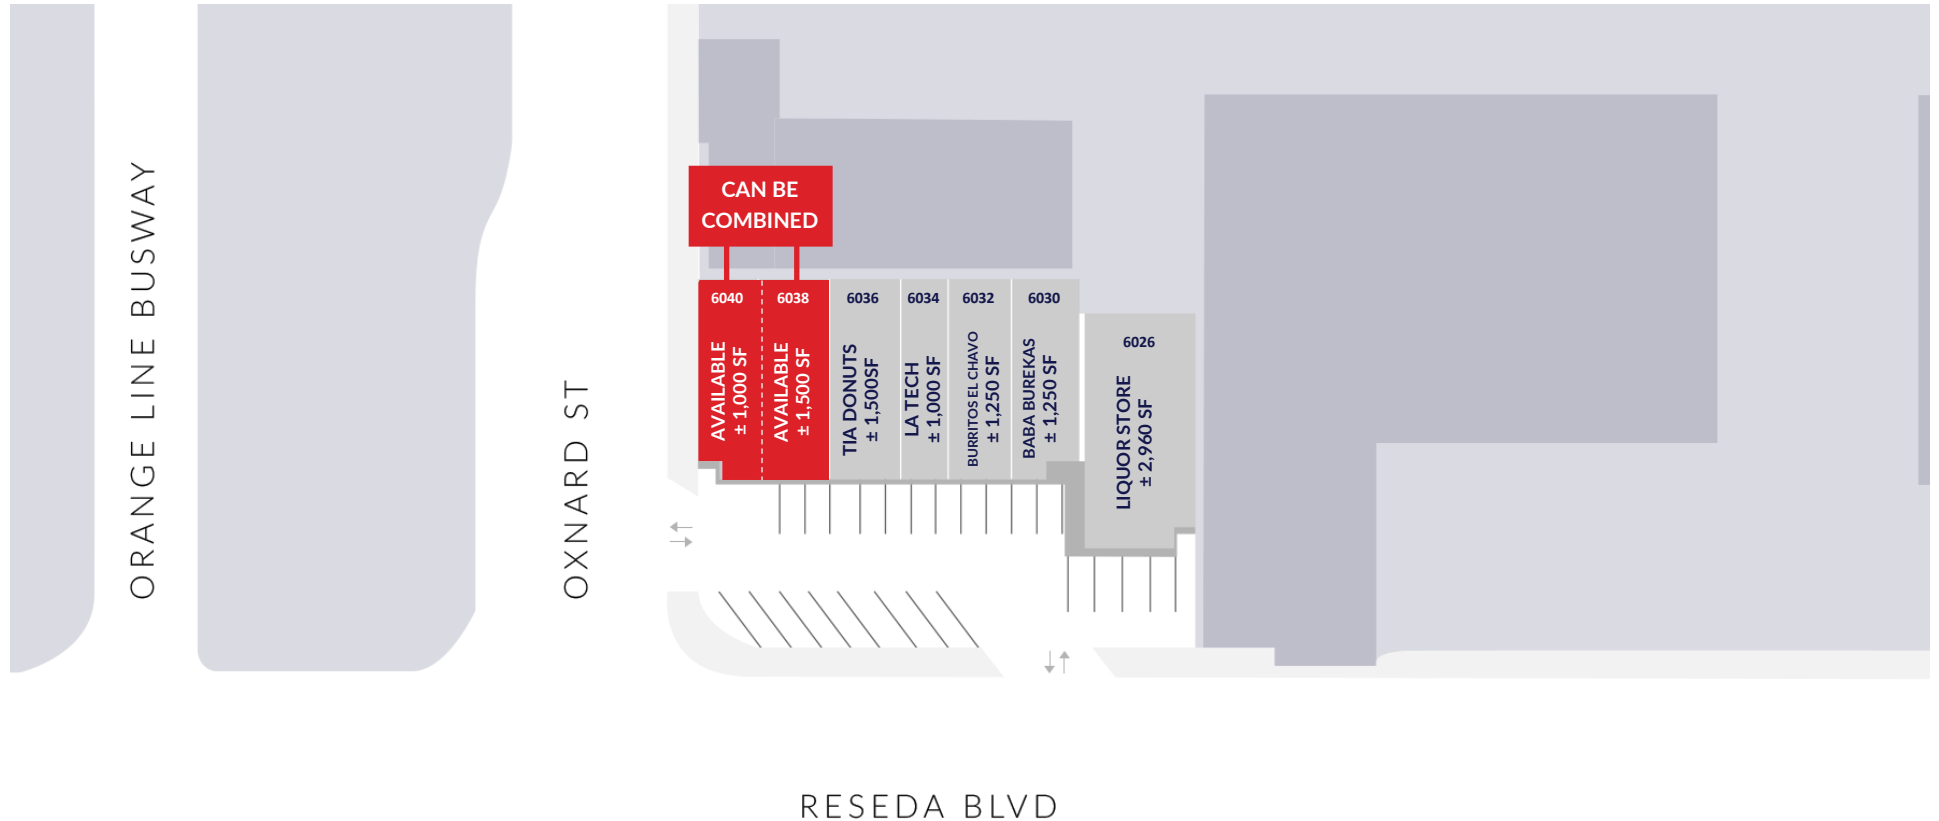 ORANGE LINE BUSWAY
OXNARD ST
CAN BE
COMBINED
6040
AVAILABLE
± 1,000 SF
6038
AVAILABLE
± 1,500 SF
6036
TIA DONUTS
± 1,500SF
6034
LA TECH
± 1,000 SF
6032
BURRITOS EL CHAVO
± 1,250 SF
6030
BABA BUREKAS
± 1,250 SF
6026
LIQUOR STORE
± 2,960 SF
RESEDA BLVD